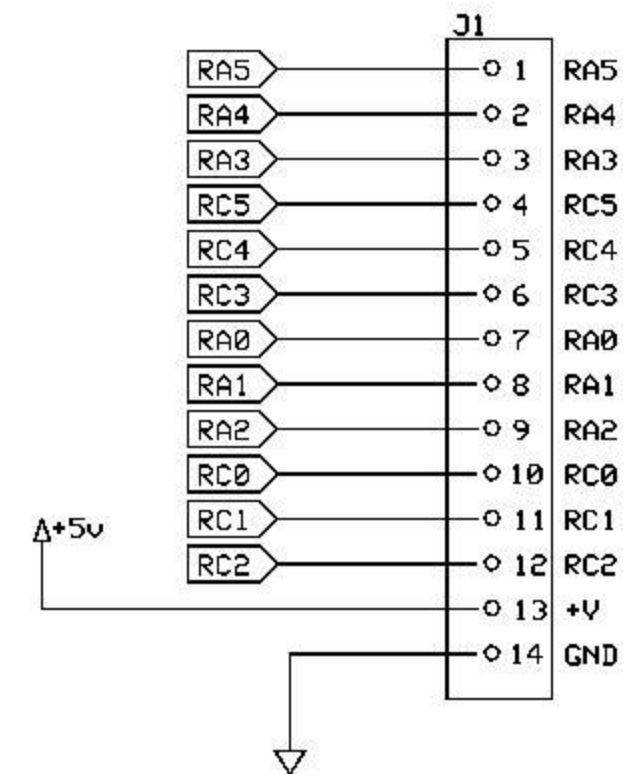 J1
RA5 1 RA5
RA4 2 RA4
RA3 3 RA3
RC5 4 RC5
RC4 5 RC4
RC3 6 RC3
RA0 7 RA0
RA1 8 RA1
RA2 9 RA2
RC0 10 RC0
RC1 11 RC1
+5v
RC2 12 RC2
13 +V
14 GND